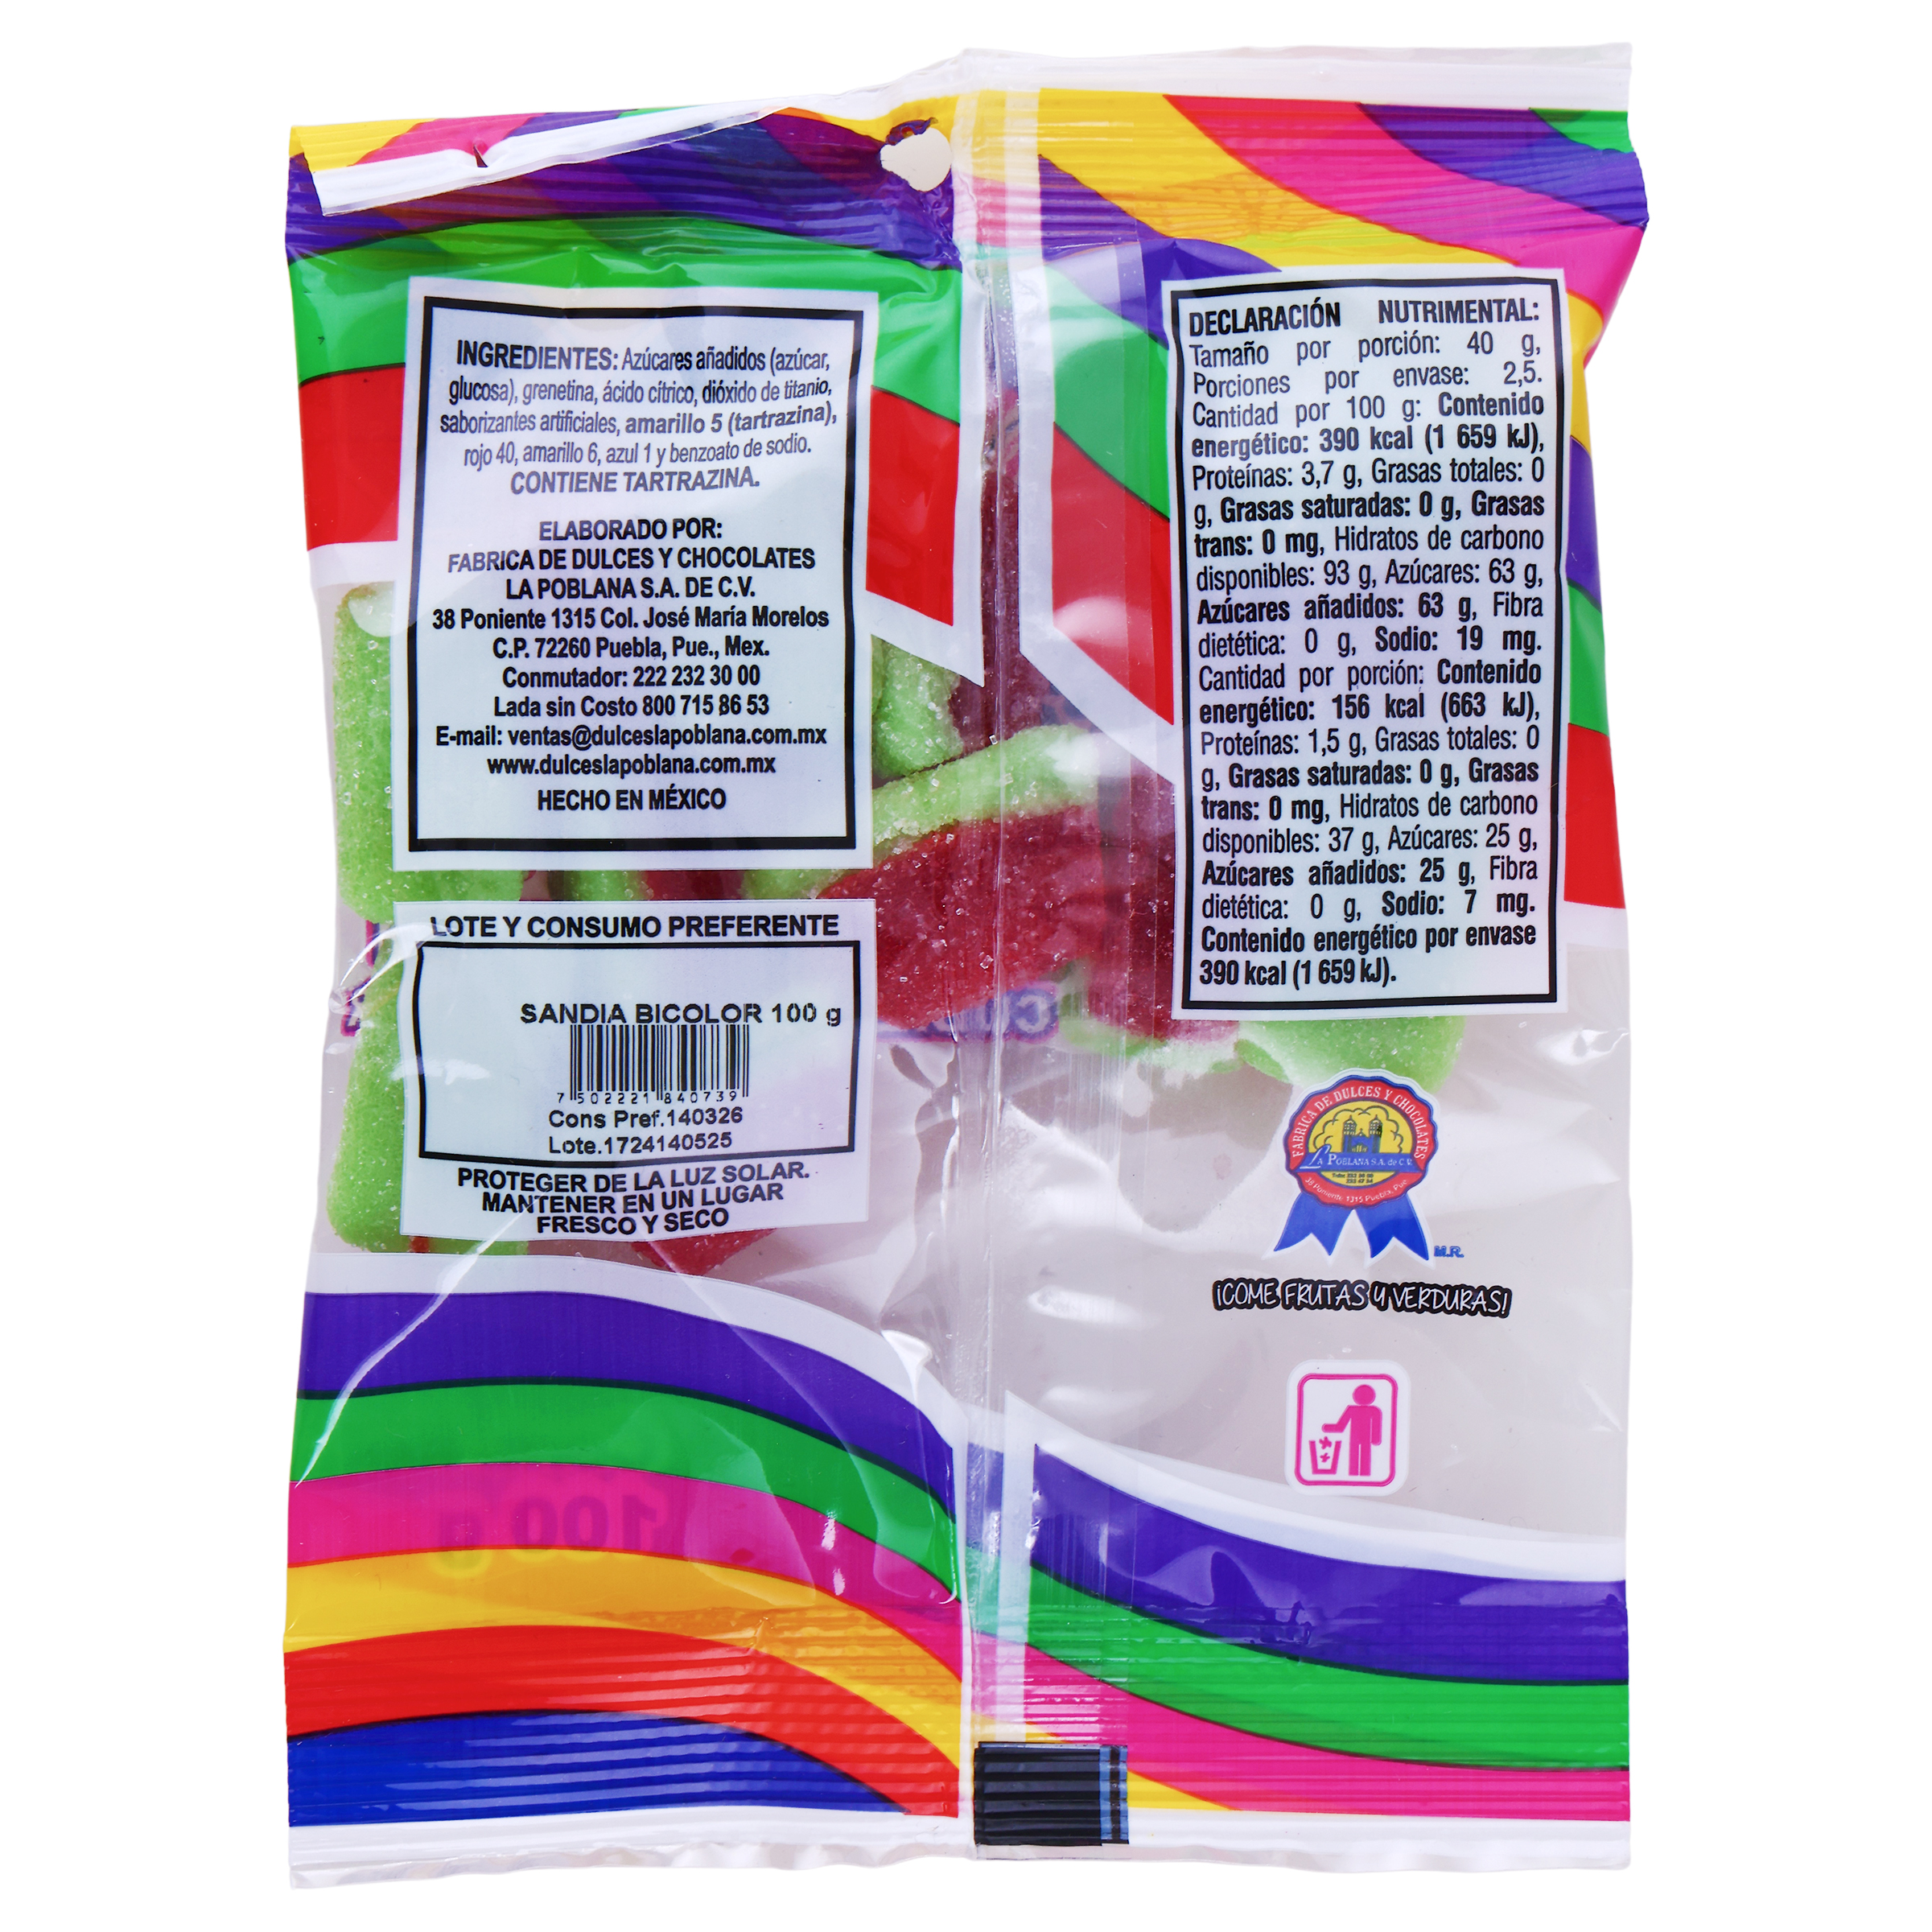 INGREDIENTES: Azúcares añadidos (azúcar,
glucosa), grenetina, ácido cítrico, dióxido de titanio,
saborizantes artificiales, amarillo 5 (tartrazina),
rojo 40, amarillo 6, azul 1 y benzoato de sodio.
CONTIENE TARTRAZINA.
ELABORADO POR:
FABRICA DE DULCES Y CHOCOLATES
LA POBLANA S.A. DE C.V.
38 Poniente 1315 Col. José María Morelos
C.P. 72260 Puebla, Pue., Mex.
Conmutador: 222 232 30 00
Lada sin Costo 800 715 86 53
E-mail: ventas@dulceslapoblana.com.mx
www.dulceslapoblana.com.mx
HECHO EN MÉXICO
LOTE Y CONSUMO PREFERENTE
SANDIA BICOLOR 100 g
7 502221 840739
Cons Pref.140326
Lote.1724140525
PROTEGER DE LA LUZ SOLAR.
MANTENER EN UN LUGAR
FRESCO Y SECO
100 g
DECLARACIÓN NUTRIMENTAL:
Tamaño por porción: 40 g,
Porciones por envase: 2,5.
Cantidad por 100 g: Contenido
energético: 390 kcal (1 659 kJ),
Proteínas: 3,7 g, Grasas totales: 0
g, Grasas saturadas: 0 g, Grasas
trans: 0 mg, Hidratos de carbono
disponibles: 93 g, Azúcares: 63 g,
Azúcares añadidos: 63 g, Fibra
dietética: 0 g, Sodio: 19 mg.
Cantidad por porción: Contenido
energético: 156 kcal (663 kJ),
Proteínas: 1,5 g, Grasas totales: 0
g, Grasas saturadas: 0 g, Grasas
trans: 0 mg, Hidratos de carbono
disponibles: 37 g, Azúcares: 25 g,
Azúcares añadidos: 25 g, Fibra
dietética: 0 g, Sodio: 7 mg.
Contenido energético por envase
390 kcal (1 659 kJ).
FABRICA DE DULCES Y CHOCOLATES
LA POBLANA S.A. de C.V.
38 Poniente 1315 Puebla, Pue.
M.R.
¡COME FRUTAS Y VERDURAS!